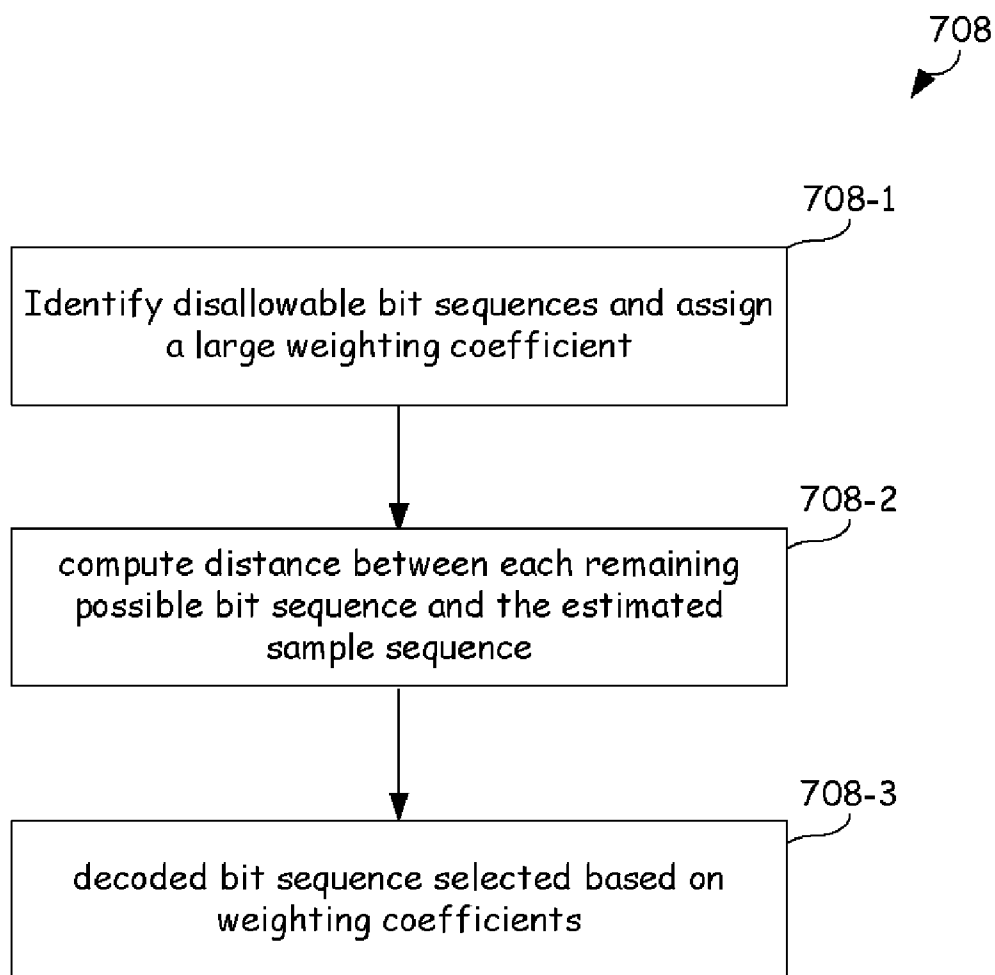 708
708-1
Identify disallowable bit sequences and assign
a large weighting coefficient
708-2
compute distance between each remaining
possible bit sequence and the estimated
sample sequence
708-3
decoded bit sequence selected based on
weighting coefficients